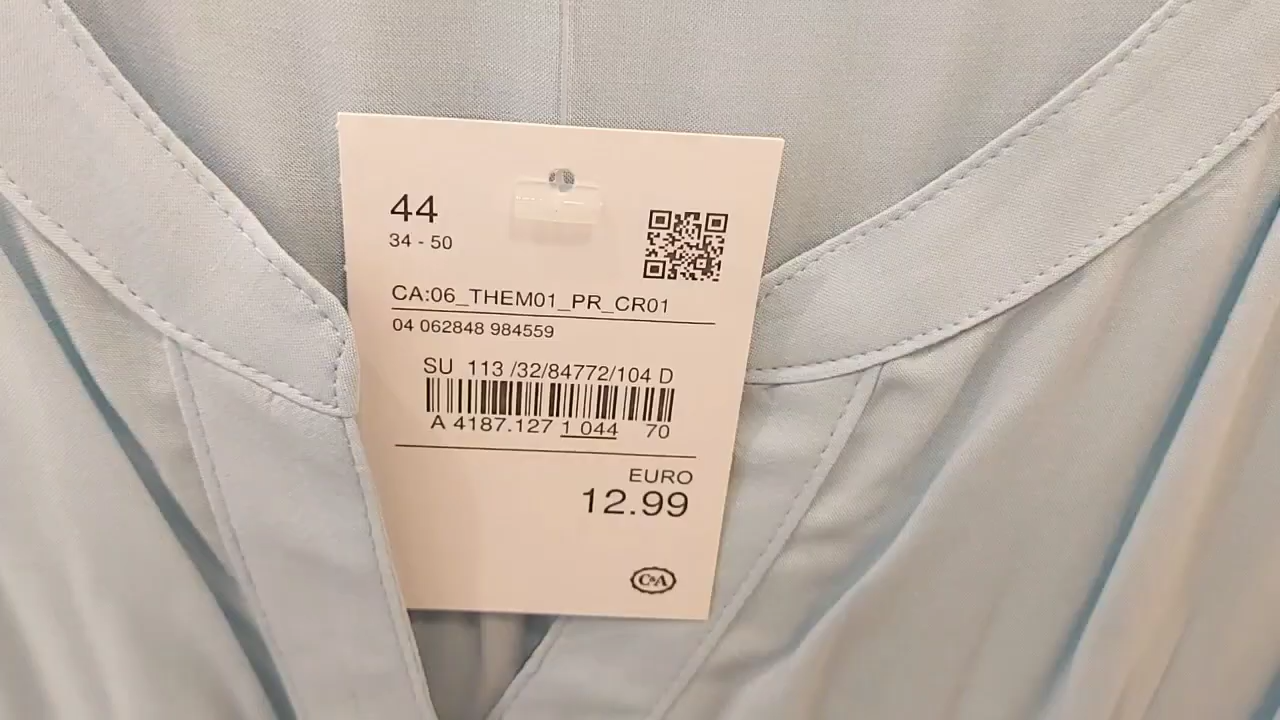 44
34 - 50
CA:06_THEM01_PR_CR01
04 062848 984559
SU 113 /32/84772/104 D
A 4187.127 1 044 70
EURO
12.99
C&A